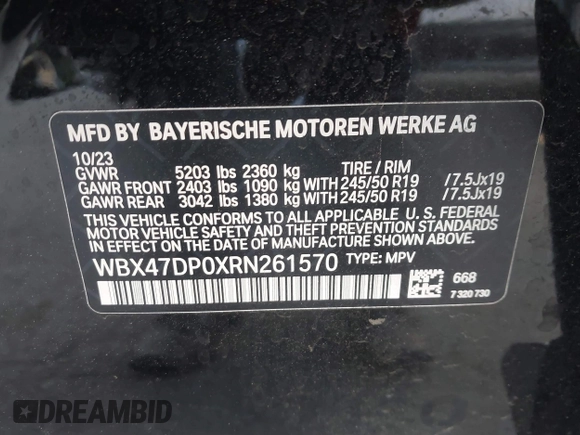 MFD BY BAYERISCHE MOTOREN WERKE AG
10/23
GVWR 5203 lbs 2360 kg TIRE / RIM
GAWR FRONT 2403 lbs 1090 kg WITH 245/50 R19 /7.5Jx19
GAWR REAR 3042 lbs 1380 kg WITH 245/50 R19 /7.5Jx19
THIS VEHICLE CONFORMS TO ALL APPLICABLE U. S. FEDERAL
MOTOR VEHICLE SAFETY, BUMPER, AND THEFT PREVENTION
STANDARDS IN EFFECT ON THE DATE OF MANUFACTURE SHOWN ABOVE.
WBX47DP0XRN261570 TYPE: MPV
668
7 320 730
DREAMBID